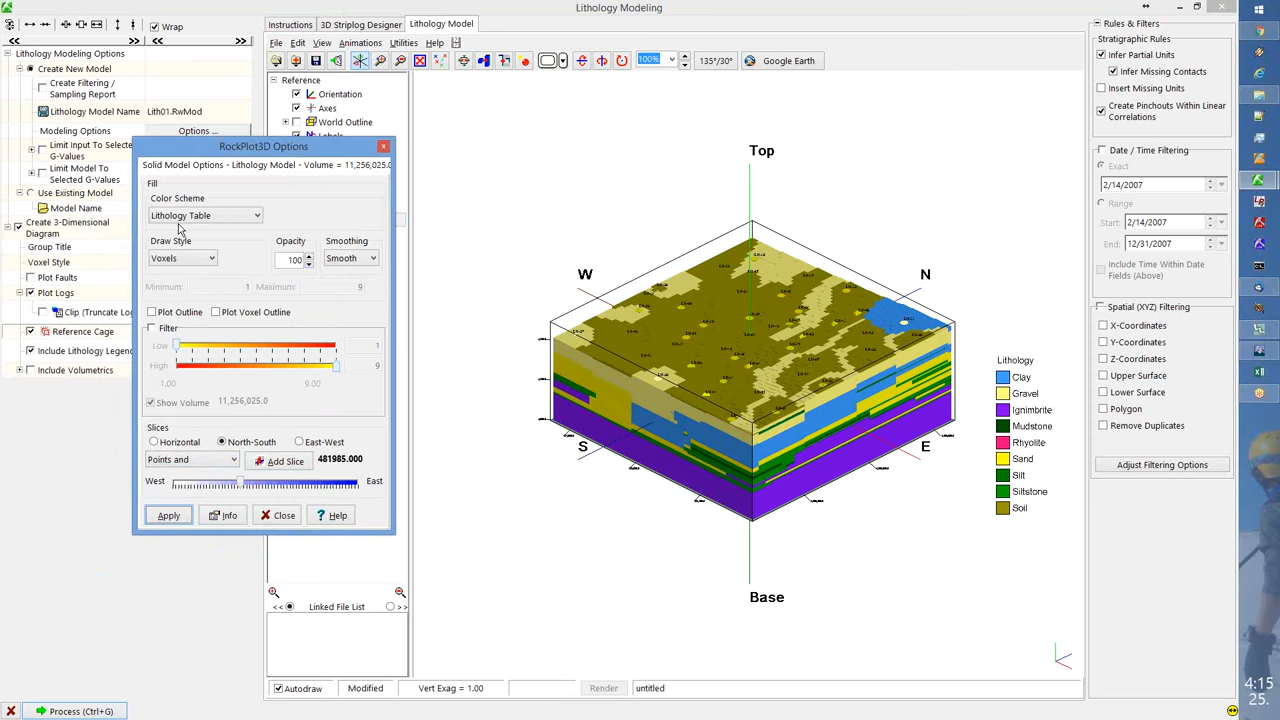 Lithology Modeling
Wrap
<< >> << >>
Lithology Modeling Options
Create New Model
Create Filtering /
Sampling Report
Lithology Model Name Lith01.RwMod
Modeling Options Options ...
Limit Input To Selecte
G-Values
Limit Model To
Selected G-Values
Use Existing Model
Model Name
Create 3-Dimensional
Diagram
Group Title
Voxel Style
Plot Faults
Plot Logs
Clip (Truncate Log
Reference Cage
Include Lithology Legend
Include Volumetrics
Process (Ctrl+G)
Instructions 3D Striplog Designer Lithology Model
File Edit View Animations Utilities Help
100% 135°/30° Google Earth
Reference
Orientation
Axes
World Outline
Labels
RockPlot3D Options
Solid Model Options - Lithology Model - Volume = 11,256,025.0
Fill
Color Scheme
Lithology Table
Draw Style Opacity Smoothing
Voxels 100 Smooth
Minimum: 1 Maximum: 9
Plot Outline Plot Voxel Outline
Filter
Low 1
High 9
1.00 9.00
Show Volume 11,256,025.0
Slices
Horizontal North-South East-West
Points and Add Slice 481985.000
West East
Apply Info Close Help
<< Linked File List >>
Autodraw Modified Vert Exag = 1.00 Render untitled
Top
W N
S E
Base
Lithology
Clay
Gravel
Ignimbrite
Mudstone
Rhyolite
Sand
Silt
Siltstone
Soil
Rules & Filters
Stratigraphic Rules
Infer Partial Units
Infer Missing Contacts
Insert Missing Units
Create Pinchouts Within Linear
Correlations
Date / Time Filtering
Exact
2/14/2007
Range
Start: 2/14/2007
End: 12/31/2007
Include Time Within Date
Fields (Above)
Spatial (XYZ) Filtering
X-Coordinates
Y-Coordinates
Z-Coordinates
Upper Surface
Lower Surface
Polygon
Remove Duplicates
Adjust Filtering Options
4:15
25.